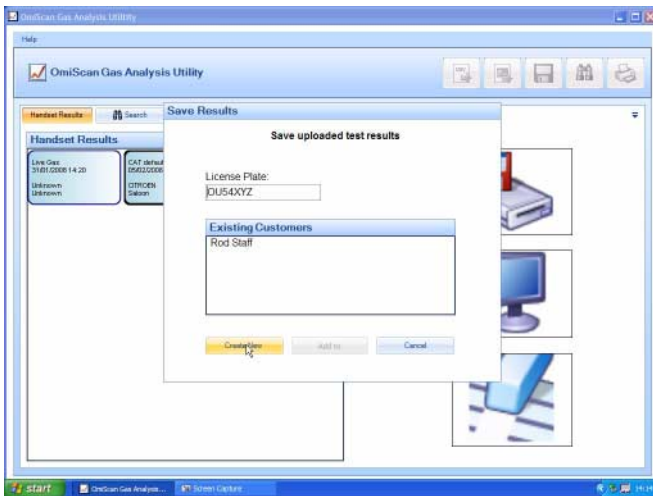 OmiScan Gas Analysis Utility
Help
OmiScan Gas Analysis Utility
Handset Results
Search
Handset Results
Live Gas
31/01/2008 14:20
Unknown
Unknown
CAT defaul
05/02/2008
CITROEN
Saloon
Save Results
Save uploaded test results
License Plate:
OU54XYZ
Existing Customers
Rod Staff
Create New
Add to
Cancel
start
OmiScan Gas Analysis...
Screen Capture